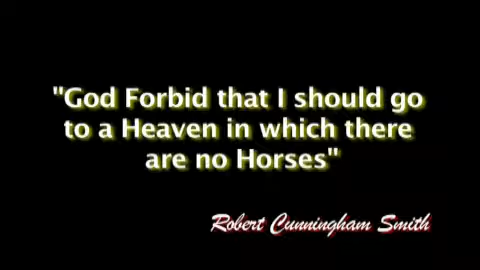 "God Forbid that I should go
to a Heaven in which there
are no Horses"
Robert Cunningham Smith